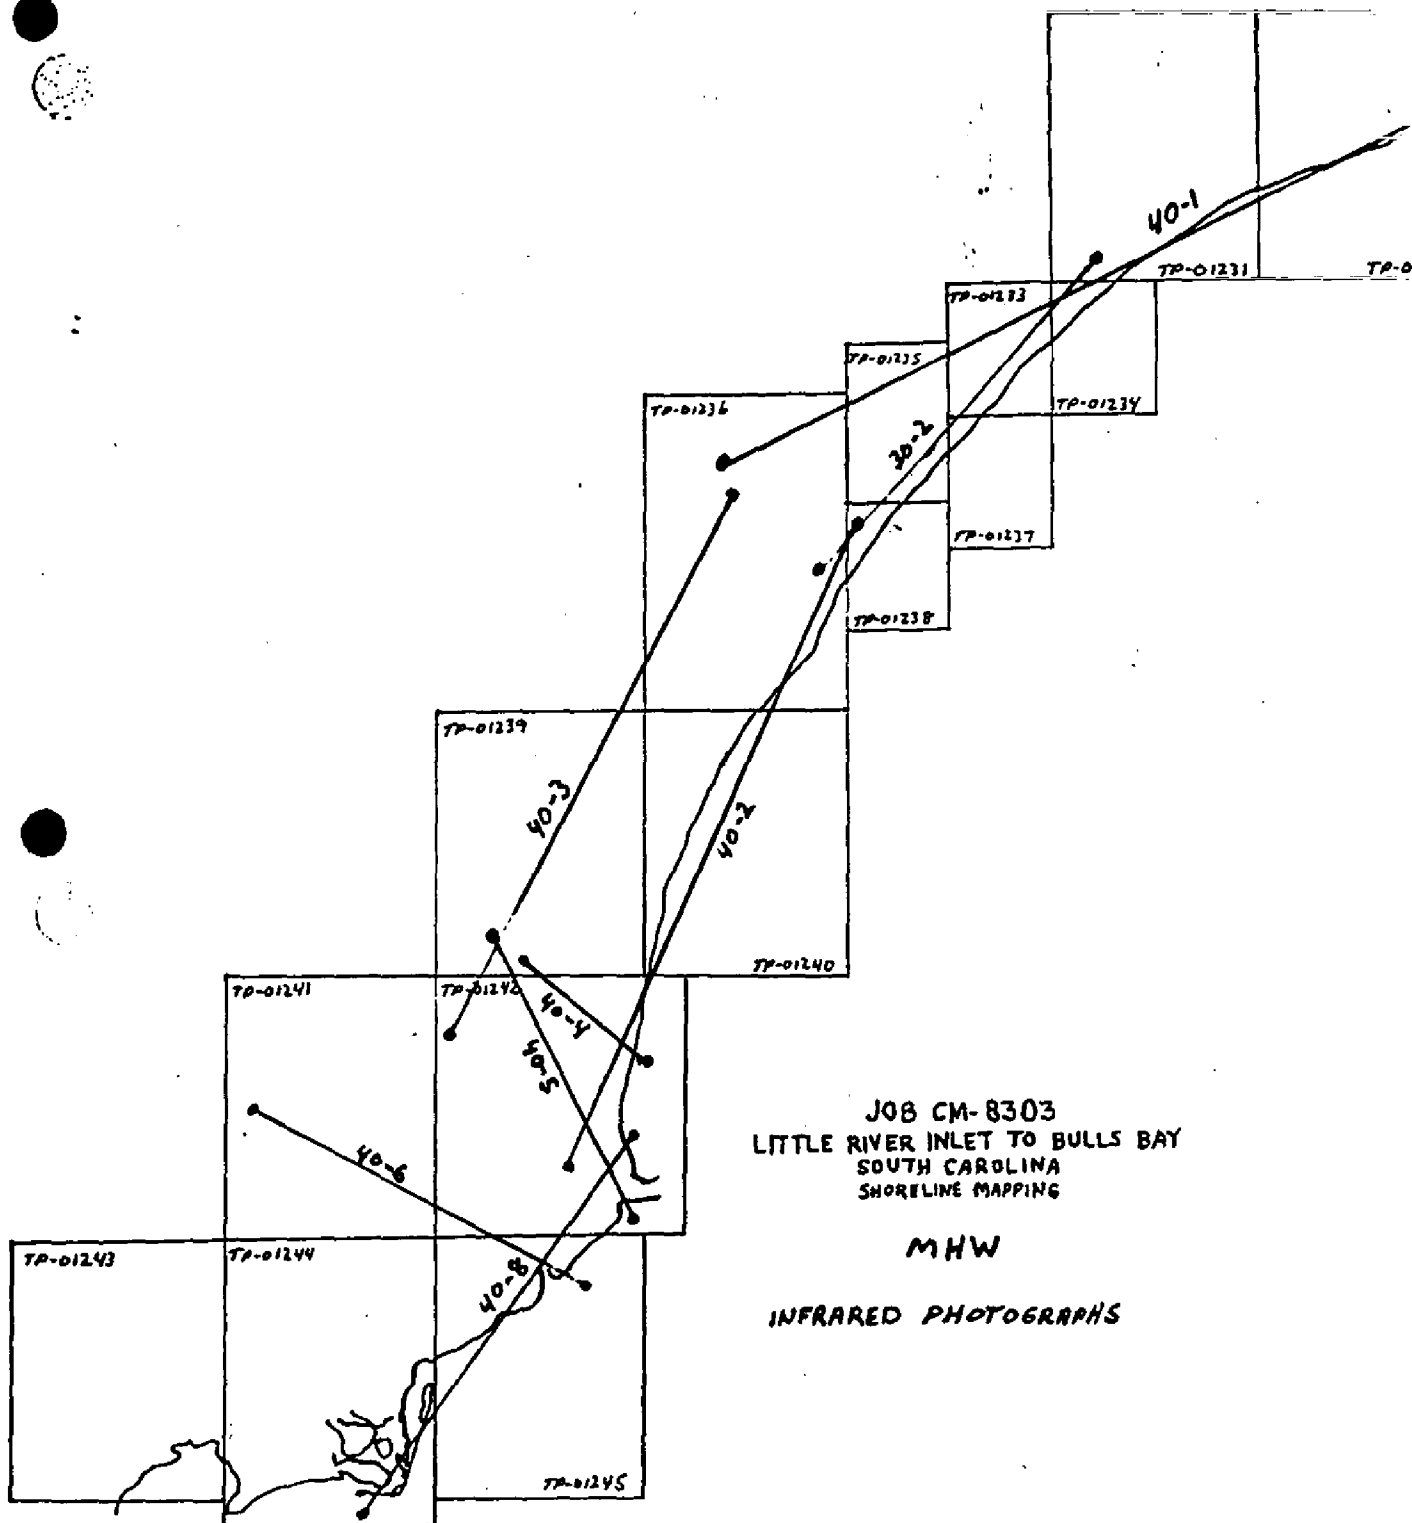 40-1
TP-01231
TP-0
TP-01233
TP-01235
TP-01236
TP-01234
30-2
TP-01237
TP-01238
TP-01239
40-3
40-2
TP-01240
TP-01241
TP-01242
40-4
40-5
40-6
JOB CM-8303
LITTLE RIVER INLET TO BULLS BAY
SOUTH CAROLINA
SHORELINE MAPPING
MHW
TP-01243
TP-01244
40-8
INFRARED PHOTOGRAPHS
TP-01245